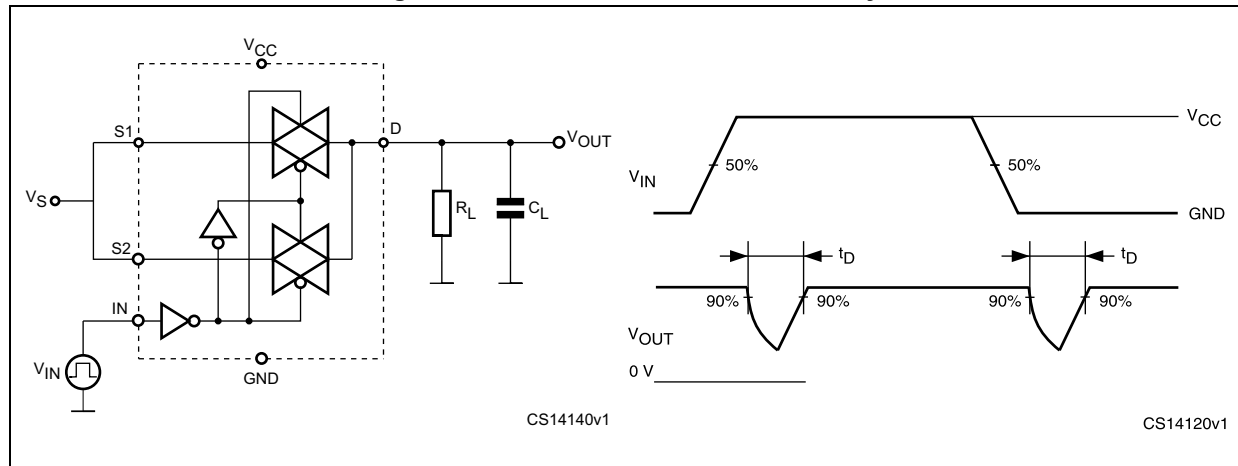 VCC
S1
D
VOUT
VS
RL
CL
S2
IN
VIN
GND
CS14140v1
VCC
50%
50%
VIN
GND
tD
tD
90%
90%
90%
90%
VOUT
0 V
CS14120v1